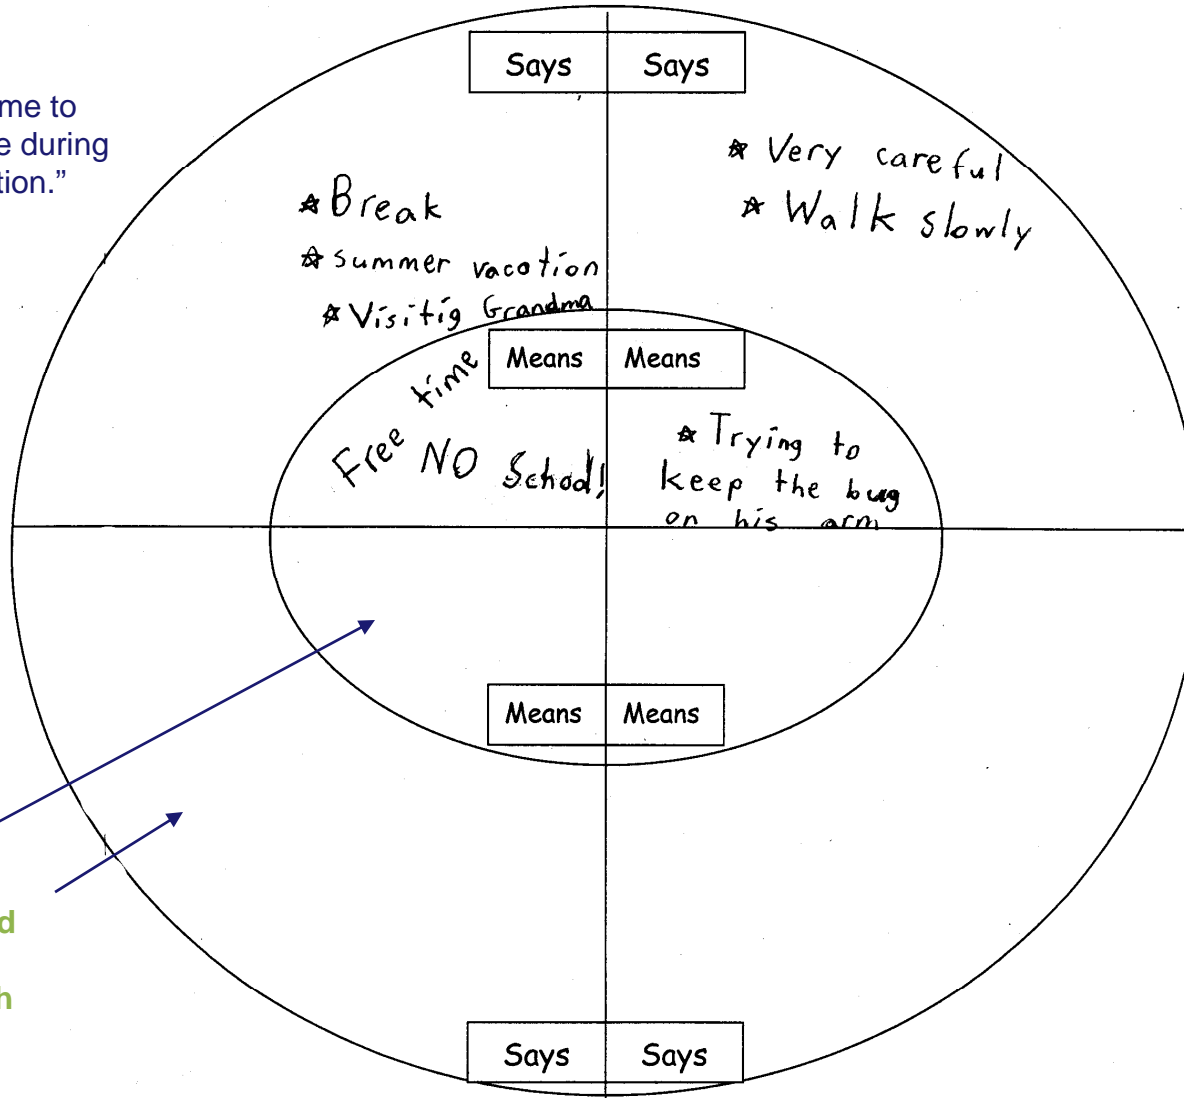 Says Says
me to
e during
tion.”
☆ Break
☆ summer vacation
☆ Visitig Grandma
☆ Very careful
☆ Walk slowly
Means Means
Free time
NO School!
☆ Trying to
keep the bug
on his arm
Means Means
d
h
Says Says